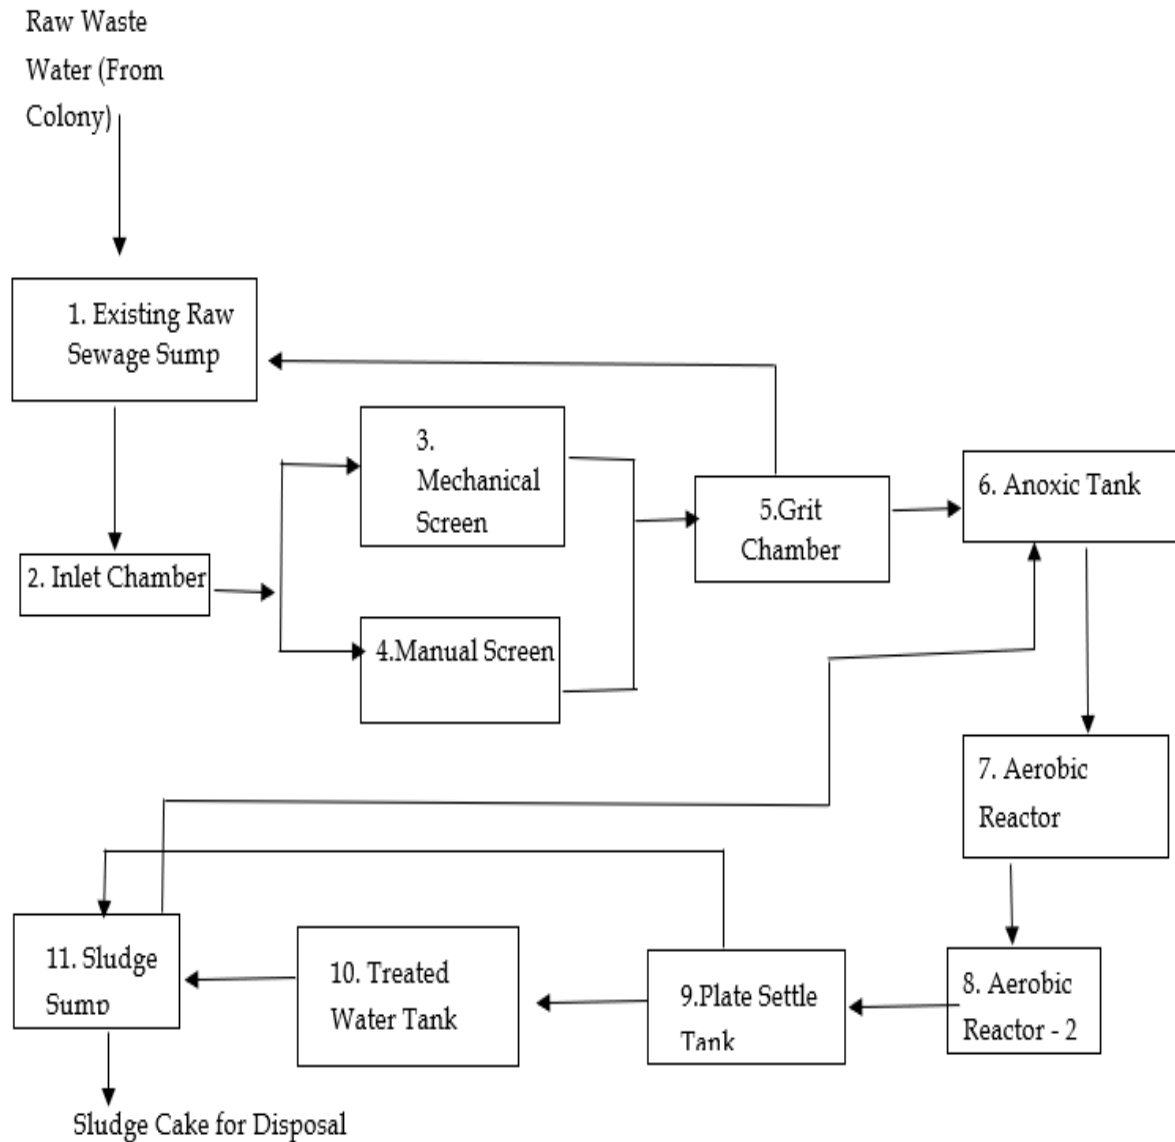 Raw Waste
Water (From
Colony)
1. Existing Raw
Sewage Sump
2. Inlet Chamber
3.
Mechanical
Screen
4.Manual Screen
5.Grit
Chamber
6. Anoxic Tank
7. Aerobic
Reactor
8. Aerobic
Reactor - 2
9.Plate Settle
Tank
10. Treated
Water Tank
11. Sludge
Sump
Sludge Cake for Disposal